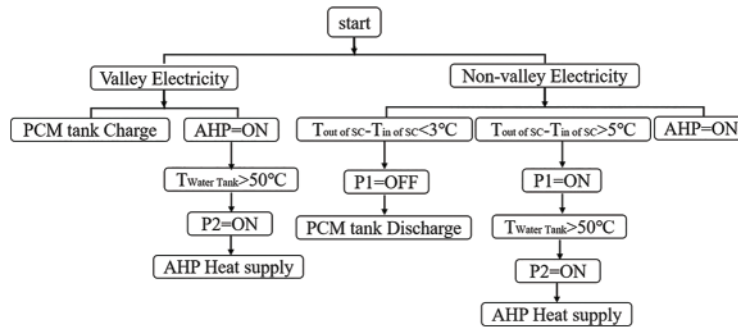 start
Valley Electricity
Non-valley Electricity
PCM tank Charge
AHP=ON
Tout of SC-Tin of SC<3°C
Tout of SC-Tin of SC>5°C
AHP=ON
TWater Tank>50°C
P1=OFF
P1=ON
P2=ON
PCM tank Discharge
TWater Tank>50°C
AHP Heat supply
P2=ON
AHP Heat supply